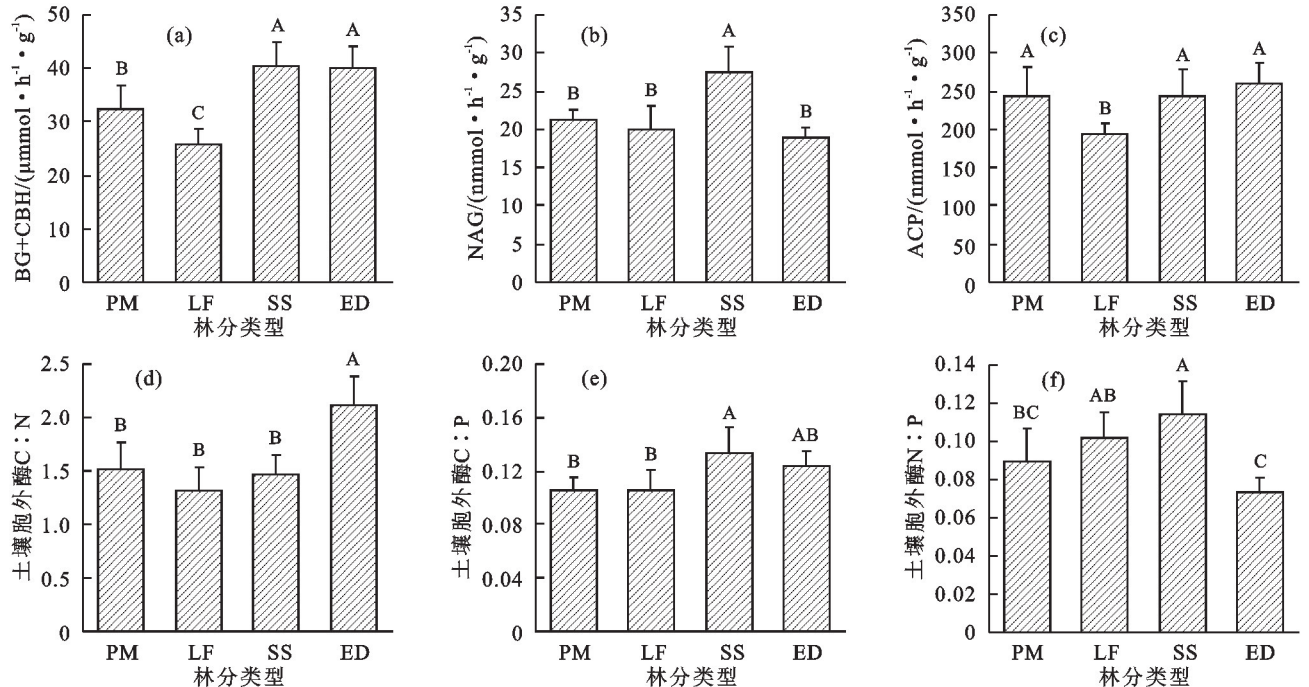 (a)
BG+CBH/(μmmol·h⁻¹·g⁻¹)
50
40
30
20
10
0
B
C
A
A
PM LF SS ED
林分类型
(b)
NAG/(nmmol·h⁻¹·g⁻¹)
35
30
25
20
15
10
5
0
B
B
A
B
PM LF SS ED
林分类型
(c)
ACP/(nmmol·h⁻¹·g⁻¹)
350
300
250
200
150
100
50
0
A
B
A
A
PM LF SS ED
林分类型
(d)
土壤胞外酶C:N
2.5
2.0
1.5
1.0
0.5
0
B
B
B
A
PM LF SS ED
林分类型
(e)
土壤胞外酶C:P
0.20
0.16
0.12
0.08
0.04
0
B
B
A
AB
PM LF SS ED
林分类型
(f)
土壤胞外酶N:P
0.14
0.12
0.10
0.08
0.06
0.04
0.02
0
BC
AB
A
C
PM LF SS ED
林分类型